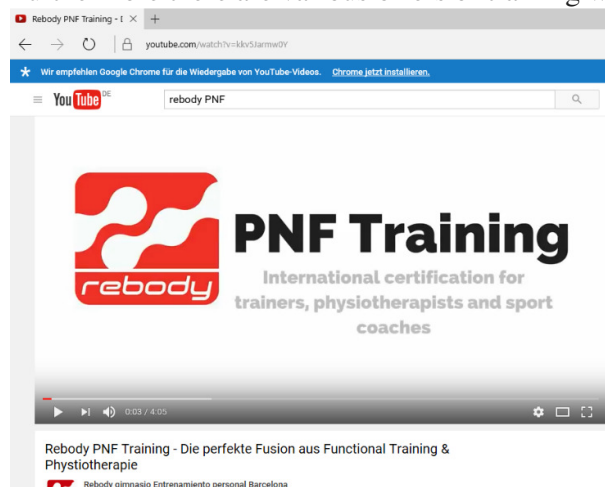 Rebody PNF Training - I
youtube.com/watch?v=kkv5Jarmw0Y
Wir empfehlen Google Chrome für die Wiedergabe von YouTube-Videos. Chrome jetzt installieren.
YouTube DE
rebody PNF
rebody
PNF Training
International certification for
trainers, physiotherapists and sport
coaches
0:03 / 4:05
Rebody PNF Training - Die perfekte Fusion aus Functional Training &
Phystiotherapie
Rebody gimnasio Entrenamiento personal Barcelona